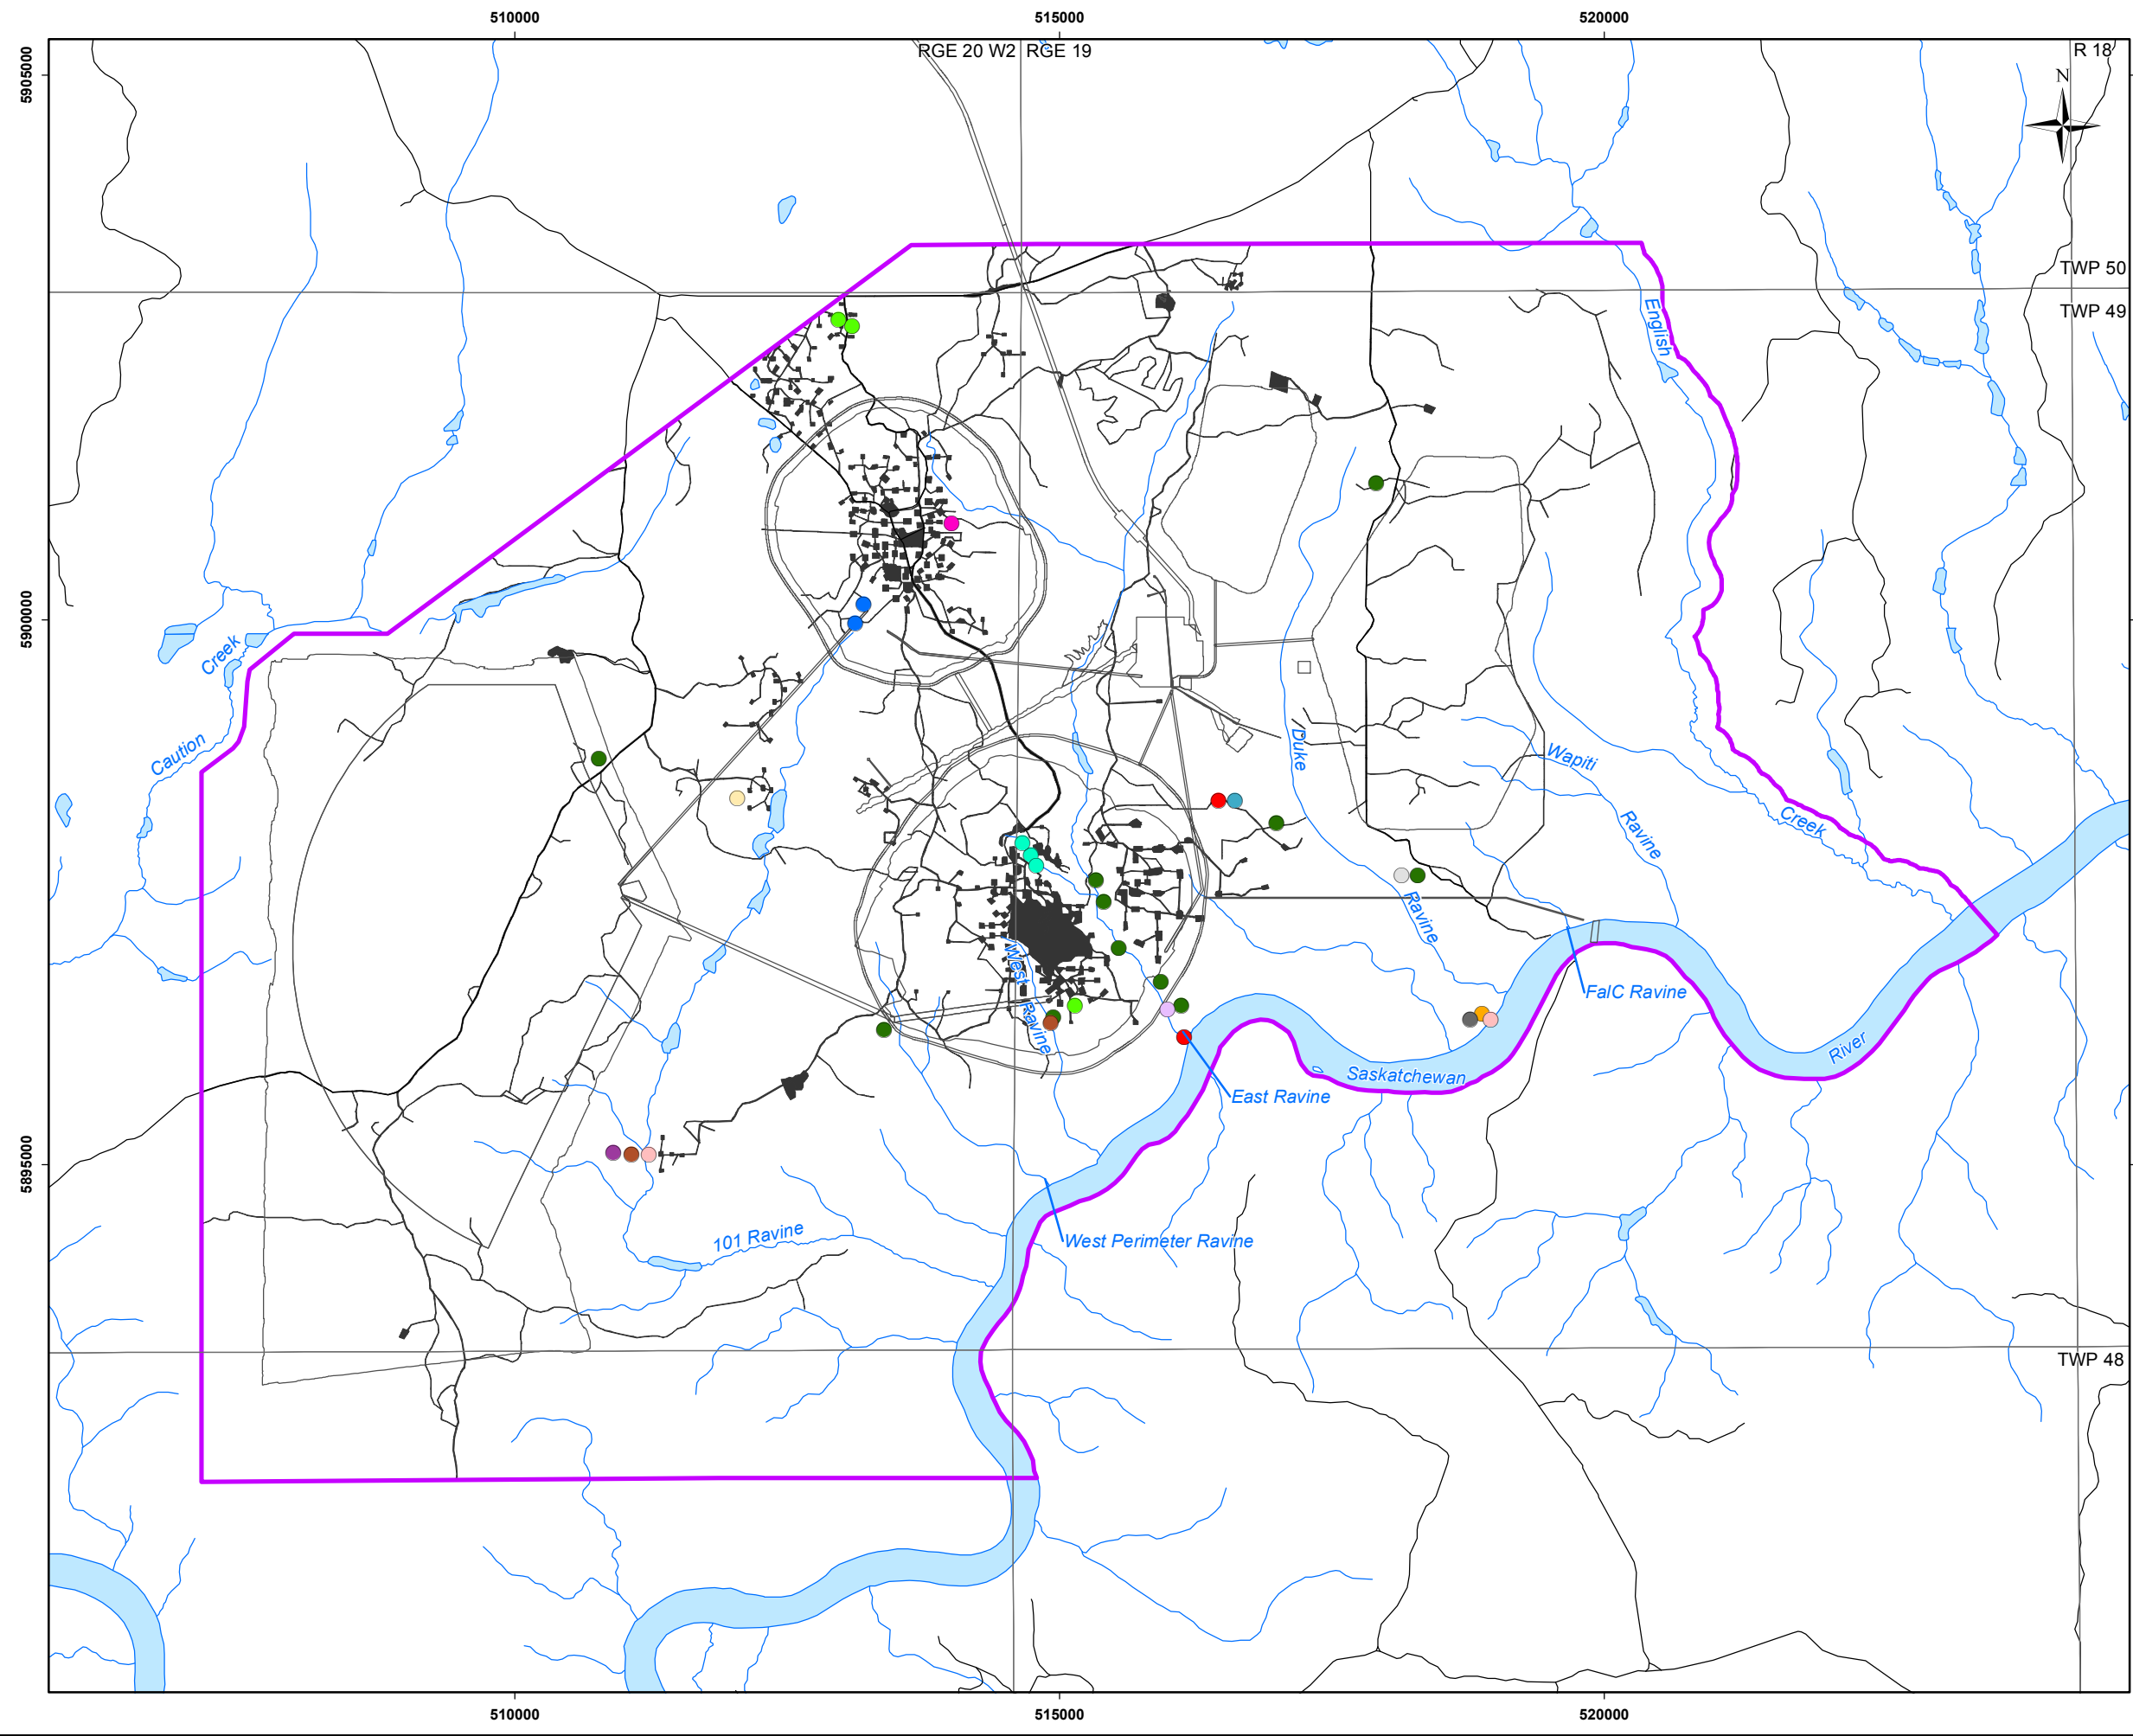 510000
515000
520000
5905000
RGE 20 W2
RGE 19
R 18
N
TWP 50
TWP 49
English
5900000
Creek
Caution
Duke
Wapiti
Ravine
Creek
Ravine
West
Ravine
FalC Ravine
River
Saskatchewan
East Ravine
5895000
101 Ravine
West Perimeter Ravine
TWP 48
510000
515000
520000